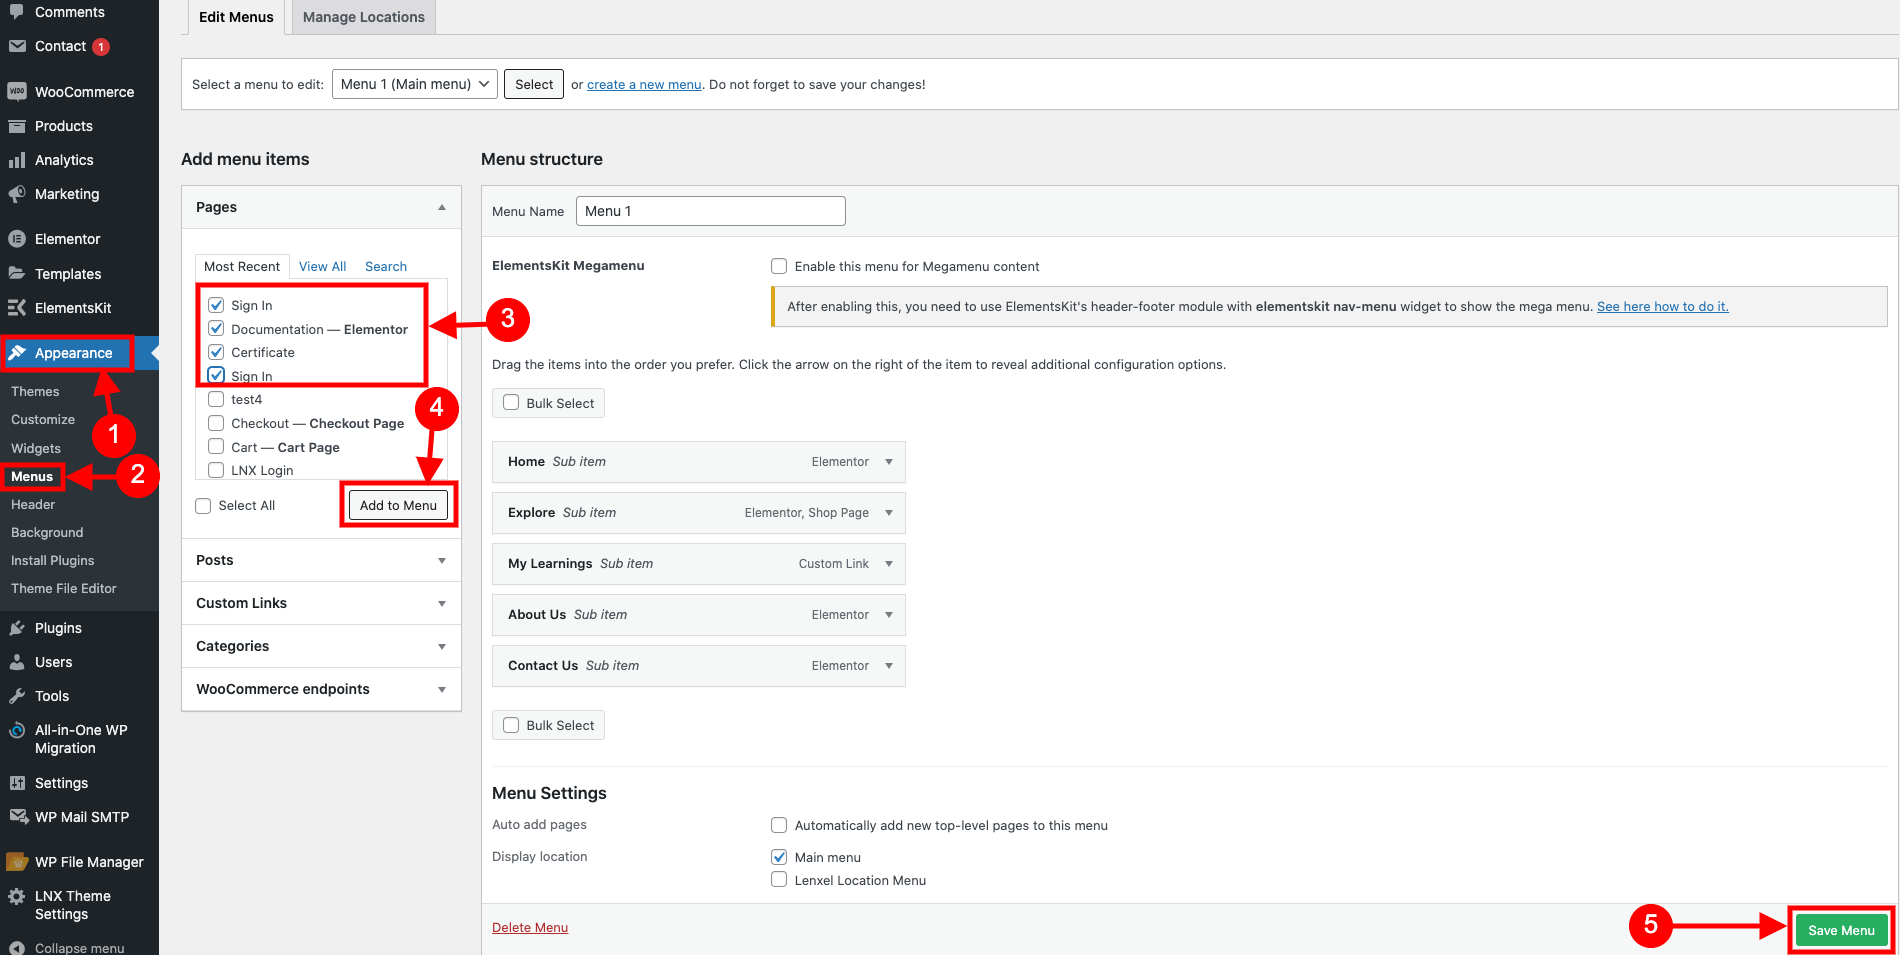 Comments
Contact 1
WooCommerce
Products
Analytics
Marketing
Elementor
Templates
ElementsKit
Appearance
Themes
Customize
Widgets
Menus
Header
Background
Install Plugins
Theme File Editor
Plugins
Users
Tools
All-in-One WP
Migration
Settings
WP Mail SMTP
WP File Manager
LNX Theme
Settings
Collapse menu
1
2
Edit Menus
Manage Locations
Select a menu to edit: Menu 1 (Main menu) Select or create a new menu. Do not forget to save your changes!
Add menu items
Pages
Most Recent View All Search
Sign In
Documentation — Elementor
Certificate
Sign In
test4
Checkout — Checkout Page
Cart — Cart Page
LNX Login
3
4
Select All Add to Menu
Posts
Custom Links
Categories
WooCommerce endpoints
Menu structure
Menu Name Menu 1
ElementsKit Megamenu Enable this menu for Megamenu content
After enabling this, you need to use ElementsKit's header-footer module with elementskit nav-menu widget to show the mega menu. See here how to do it.
Drag the items into the order you prefer. Click the arrow on the right of the item to reveal additional configuration options.
Bulk Select
Home Sub item Elementor
Explore Sub item Elementor, Shop Page
My Learnings Sub item Custom Link
About Us Sub item Elementor
Contact Us Sub item Elementor
Bulk Select
Menu Settings
Auto add pages Automatically add new top-level pages to this menu
Display location Main menu
Lenxel Location Menu
Delete Menu 5 Save Menu